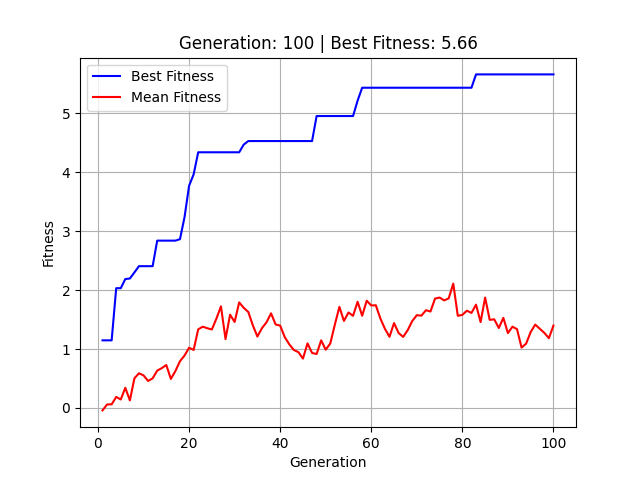 Generation: 100 | Best Fitness: 5.66
Best Fitness
Mean Fitness
5
4
3
2
1
0
Fitness
0 20 40 60 80 100
Generation